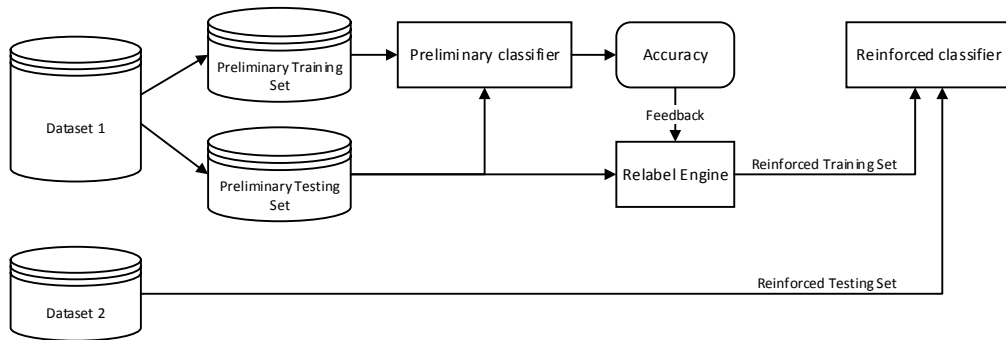 Preliminary Training
Set
Preliminary classifier
Accuracy
Reinforced classifier
Dataset 1
Feedback
Preliminary Testing
Set
Relabel Engine
Reinforced Training Set
Reinforced Testing Set
Dataset 2